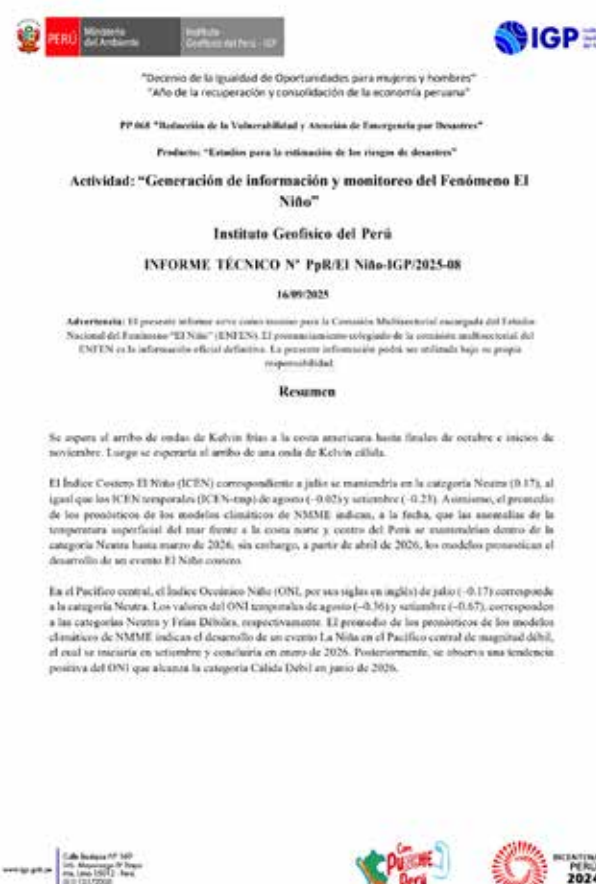 PERÚ
Ministerio
del Ambiente
Instituto
Geofísico del Perú - IGP
IGP
"Decenio de la Igualdad de Oportunidades para mujeres y hombres"
"Año de la recuperación y consolidación de la economía peruana"
PP 068 "Reducción de la Vulnerabilidad y Atención de Emergencia por Desastres"
Producto: "Estudios para la estimación de los riesgos de desastres"
Actividad: "Generación de información y monitoreo del Fenómeno El
Niño"
Instituto Geofísico del Perú
INFORME TÉCNICO Nº PpR/El Niño-IGP/2025-08
16/09/2025
Advertencia: El presente informe sirve como insumo para la Comisión Multisectorial encargada del Estudio
Nacional del Fenómeno "El Niño" (ENFEN). El pronunciamiento colegiado de la comisión multisectorial del
ENFEN es la información oficial definitiva. La presente información podrá ser utilizada bajo su propia
responsabilidad.
Resumen
Se espera el arribo de ondas de Kelvin frías a la costa americana hasta finales de octubre e inicios de
noviembre. Luego se esperaría el arribo de una onda de Kelvin cálida.
El Índice Costero El Niño (ICEN) correspondiente a julio se mantendría en la categoría Neutra (0.17), al
igual que los ICEN temporales (ICEN-tmp) de agosto (−0.02) y setiembre (−0.23). Asimismo, el promedio
de los pronósticos de los modelos climáticos de NMME indican, a la fecha, que las anomalías de la
temperatura superficial del mar frente a la costa norte y centro del Perú se mantendrían dentro de la
categoría Neutra hasta marzo de 2026, sin embargo, a partir de abril de 2026, los modelos pronostican el
desarrollo de un evento El Niño costero.
En el Pacífico central, el Índice Oceánico Niño (ONI, por sus siglas en inglés) de julio (−0.17) corresponde
a la categoría Neutra. Los valores del ONI temporales de agosto (−0.36) y setiembre (−0.67), corresponden
a las categorías Neutra y Frías Débiles, respectivamente. El promedio de los pronósticos de los modelos
climáticos de NMME indican el desarrollo de un evento La Niña en el Pacífico central de magnitud débil,
el cual se iniciaría en setiembre y concluiría en enero de 2026. Posteriormente, se observa una tendencia
positiva del ONI que alcanza la categoría Cálida Débil en junio de 2026.
www.igp.gob.pe
Con
Perú
BICENTENARIO
PERÚ
2024